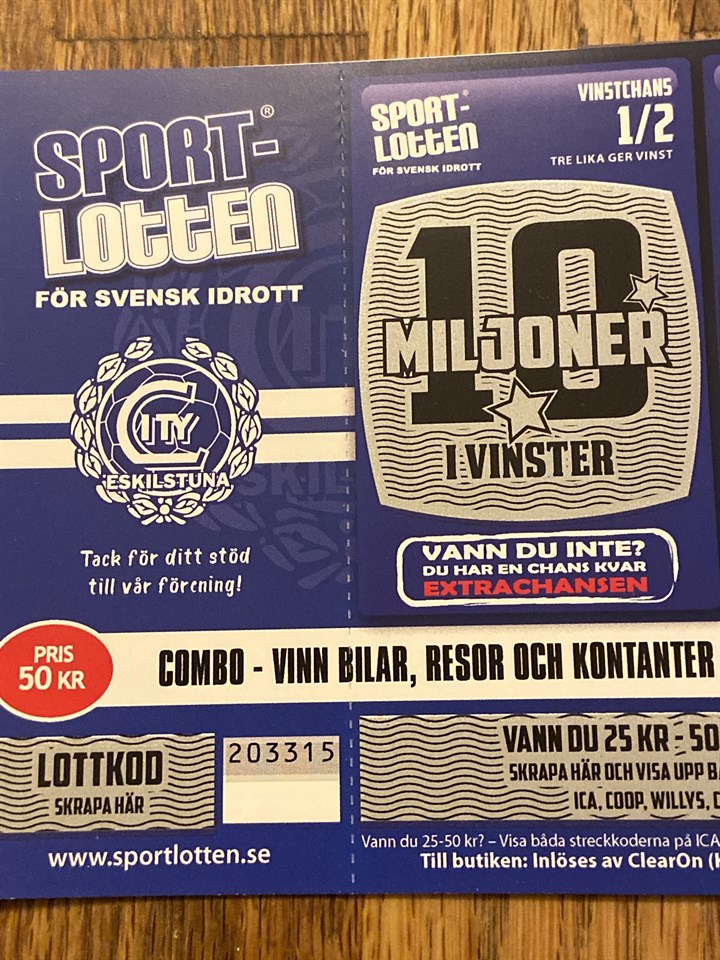 SPORT-
LOTTEN®
FÖR SVENSK IDROTT
CITY
ESKILSTUNA
Tack för ditt stöd
till vår förening!
PRIS
50 KR
LOTTKOD
SKRAPA HÄR
203315
www.sportlotten.se
SPORT-
LOTTEN®
FÖR SVENSK IDROTT
VINSTCHANS
1/2
TRE LIKA GER VINST
10
MILJONER
I VINSTER
VANN DU INTE?
DU HAR EN CHANS KVAR
EXTRACHANSEN
COMBO - VINN BILAR, RESOR OCH KONTANTER
VANN DU 25 KR - 50
SKRAPA HÄR OCH VISA UPP
ICA, COOP, WILLYS,
Vann du 25-50 kr? – Visa båda streckkoderna på ICA
Till butiken: Inlöses av ClearOn